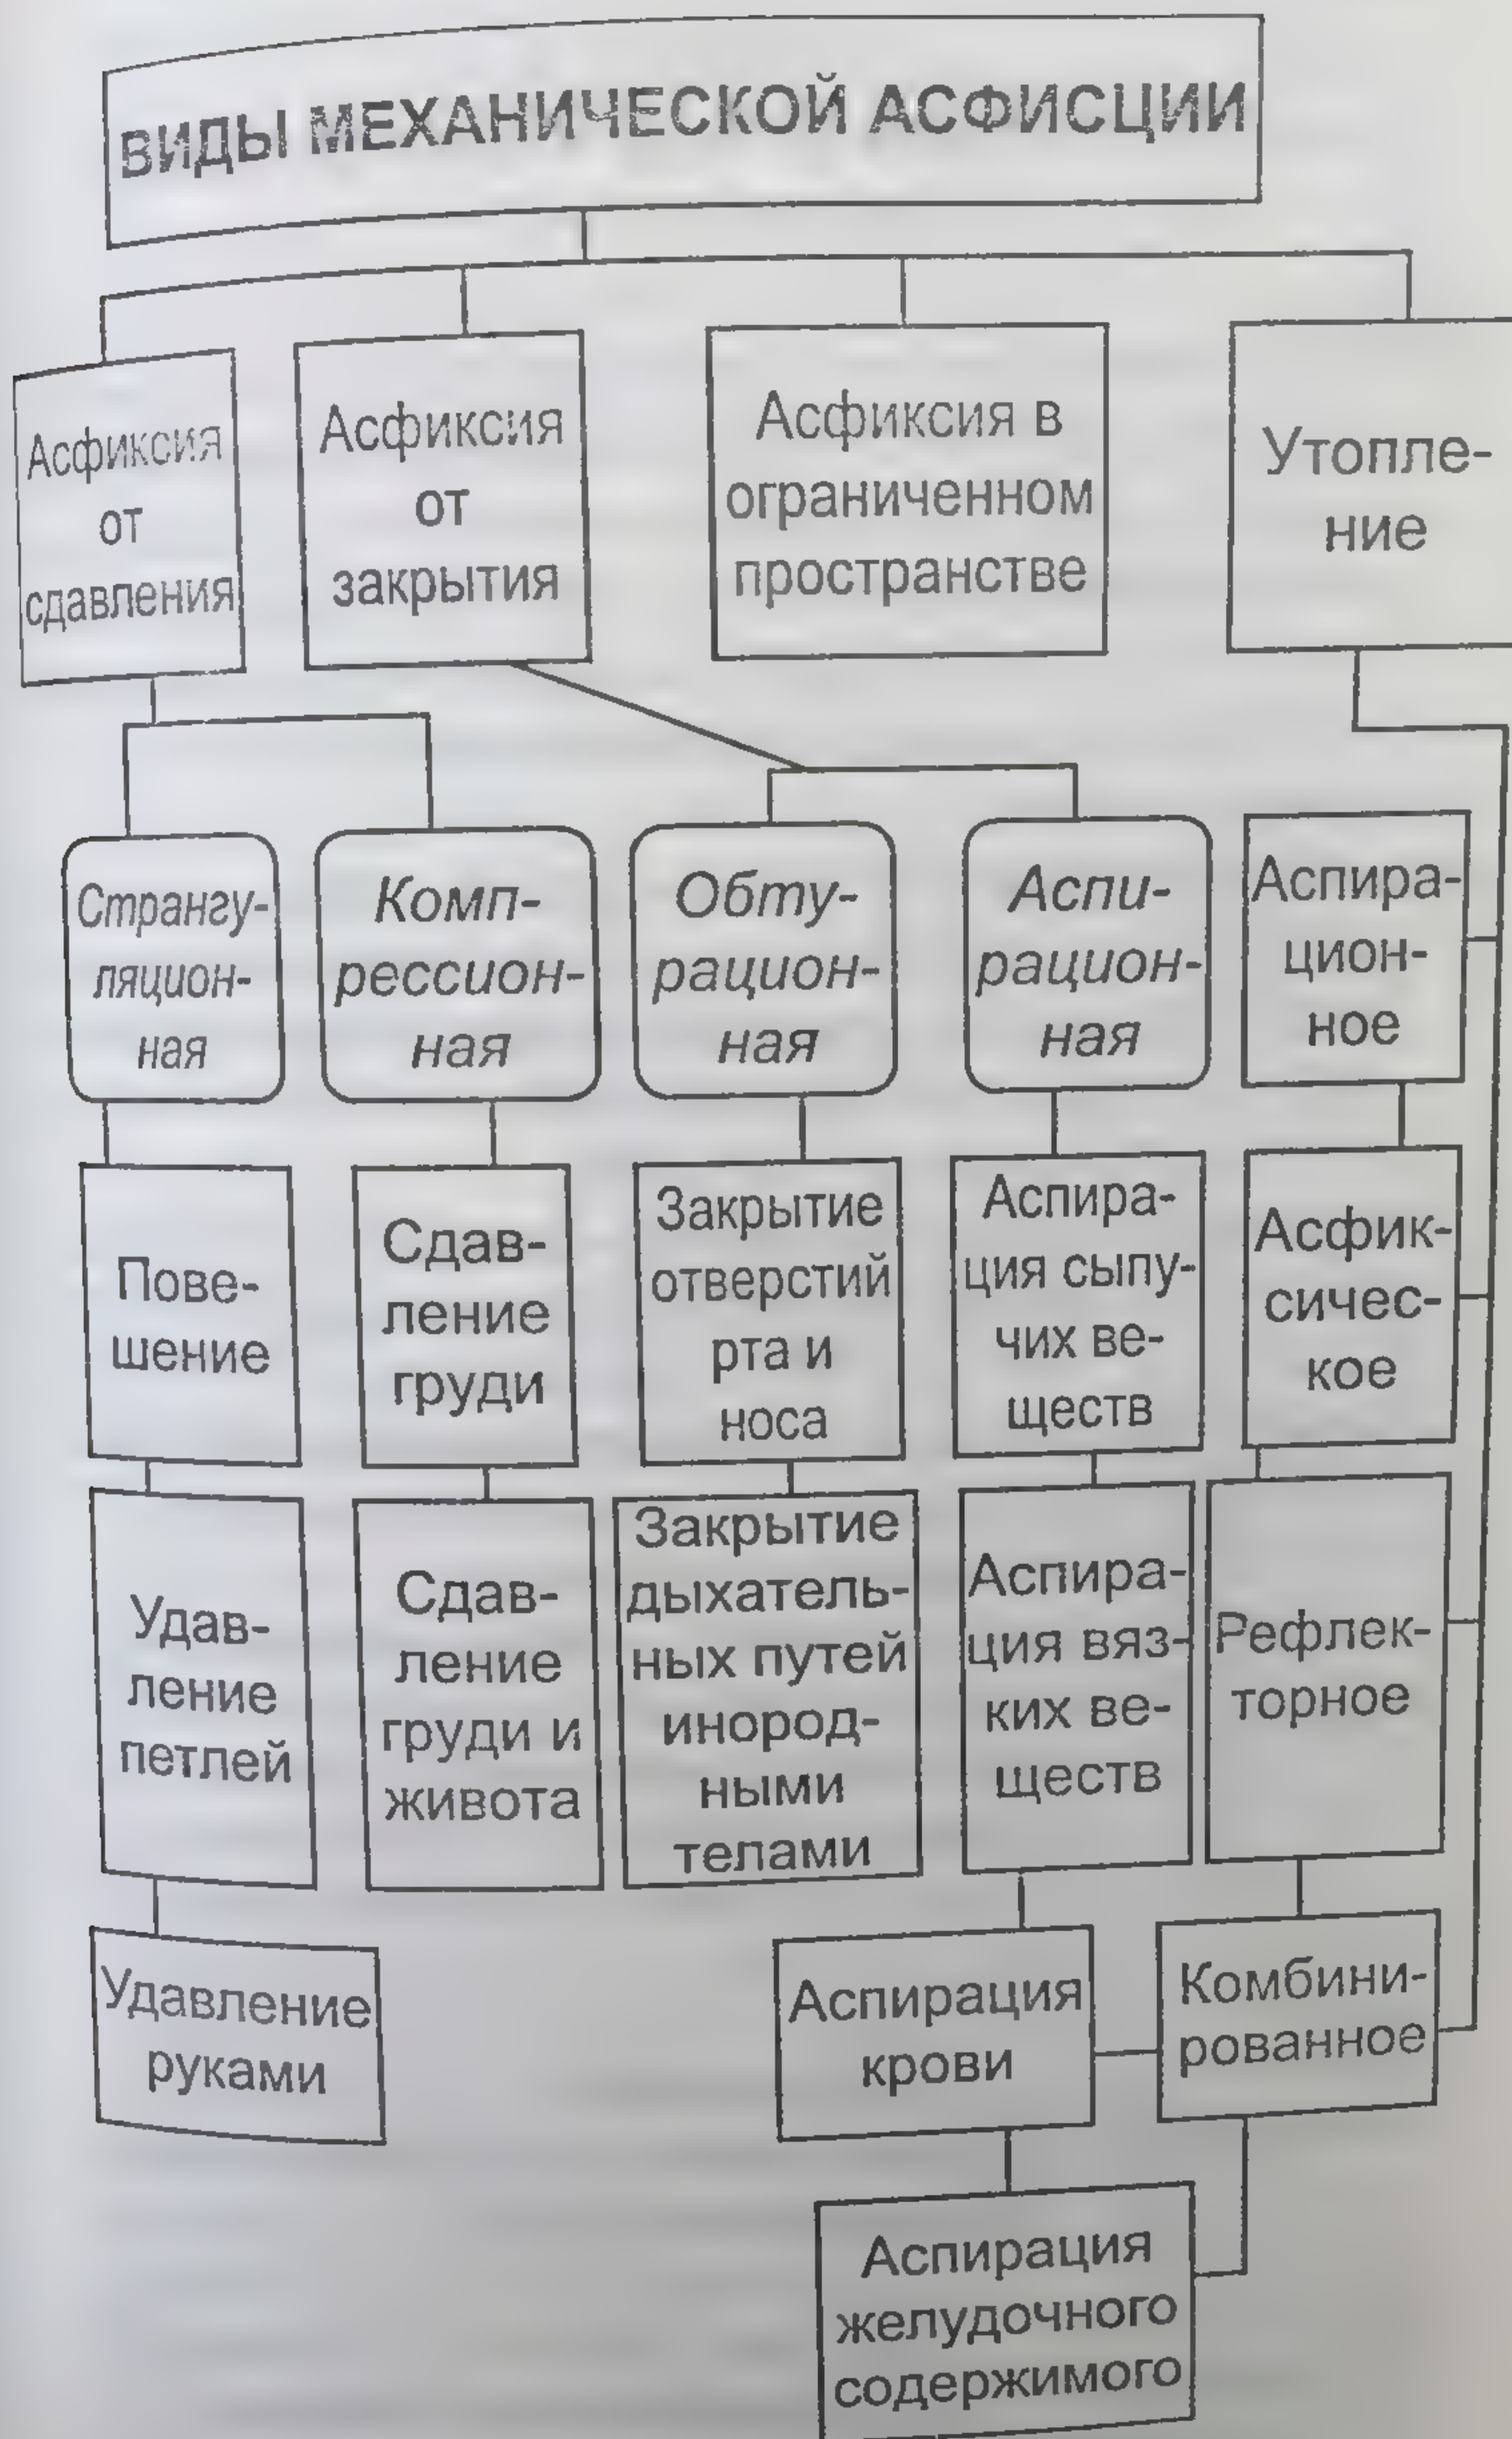 ВИДЫ МЕХАНИЧЕСКОЙ АСФИСЦИИ
Асфиксия
от
сдавления
Асфиксия
от
закрытия
Асфиксия в
ограниченном
пространстве
Утопле-
ние
Странгу-
ляцион-
ная
Комп-
рессион-
ная
Обту-
рацион-
ная
Аспи-
рацион-
ная
Аспира-
цион-
ное
Пове-
шение
Сдав-
ление
груди
Закрытие
отверстий
рта и
носа
Аспира-
ция сыпу-
чих ве-
ществ
Асфик-
сичес-
кое
Удав-
ление
петлей
Сдав-
ление
груди и
живота
Закрытие
дыхатель-
ных путей
инород-
ными
телами
Аспира-
ция вяз-
ких ве-
ществ
Рефлек-
торное
Удавление
руками
Аспирация
крови
Комбини-
рованное
Аспирация
желудочного
содержимого